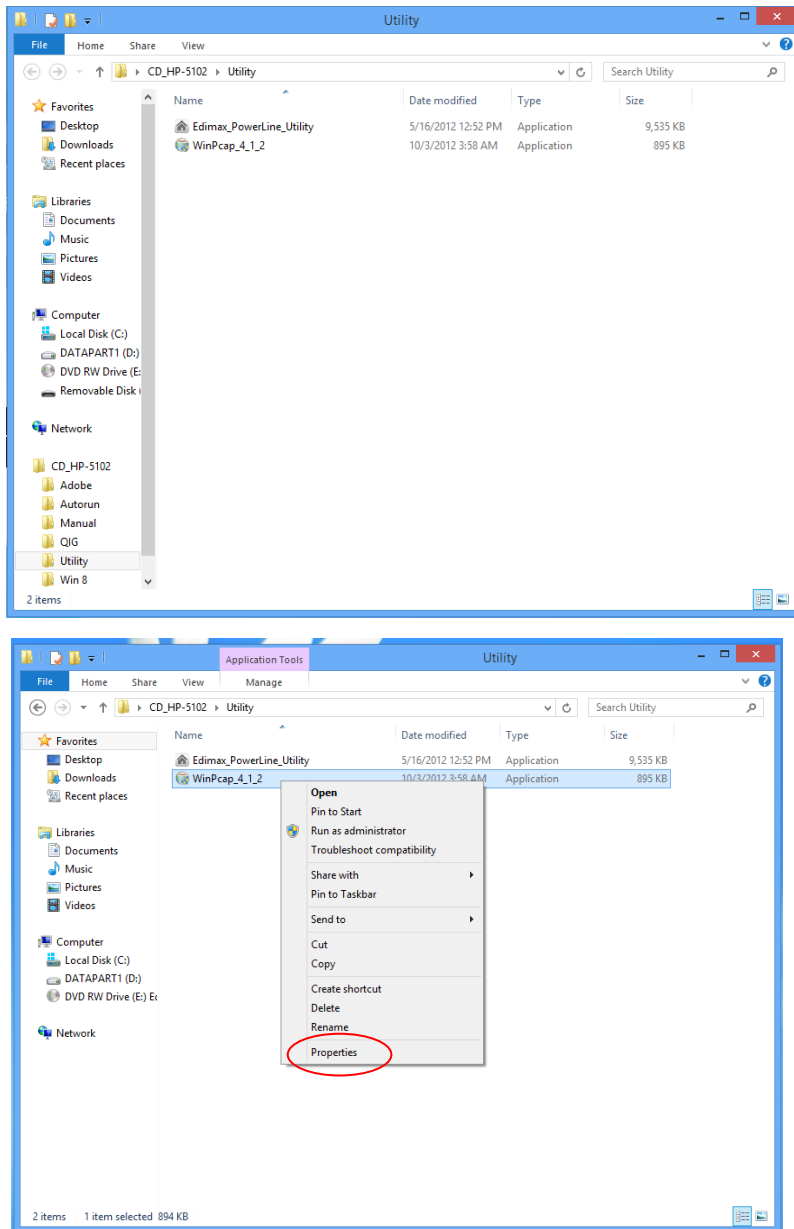 Utility
File Home Share View
CD_HP-5102 Utility Search Utility
Name Date modified Type Size
Favorites
Desktop
Downloads
Recent places
Libraries
Documents
Music
Pictures
Videos
Computer
Local Disk (C:)
DATAPART1 (D:)
DVD RW Drive (E:
Removable Disk
Network
CD_HP-5102
Adobe
Autorun
Manual
QIG
Utility
Win 8
Edimax_PowerLine_Utility 5/16/2012 12:52 PM Application 9,535 KB
WinPcap_4_1_2 10/3/2012 3:58 AM Application 895 KB
2 items
Application Tools Utility
File Home Share View Manage
CD_HP-5102 Utility Search Utility
Name Date modified Type Size
Favorites
Desktop
Downloads
Recent places
Libraries
Documents
Music
Pictures
Videos
Computer
Local Disk (C:)
DATAPART1 (D:)
DVD RW Drive (E:)
Network
Edimax_PowerLine_Utility 5/16/2012 12:52 PM Application 9,535 KB
WinPcap_4_1_2 10/3/2012 3:58 AM Application 895 KB
Open
Pin to Start
Run as administrator
Troubleshoot compatibility
Share with
Pin to Taskbar
Send to
Cut
Copy
Create shortcut
Delete
Rename
Properties
2 items 1 item selected 894 KB